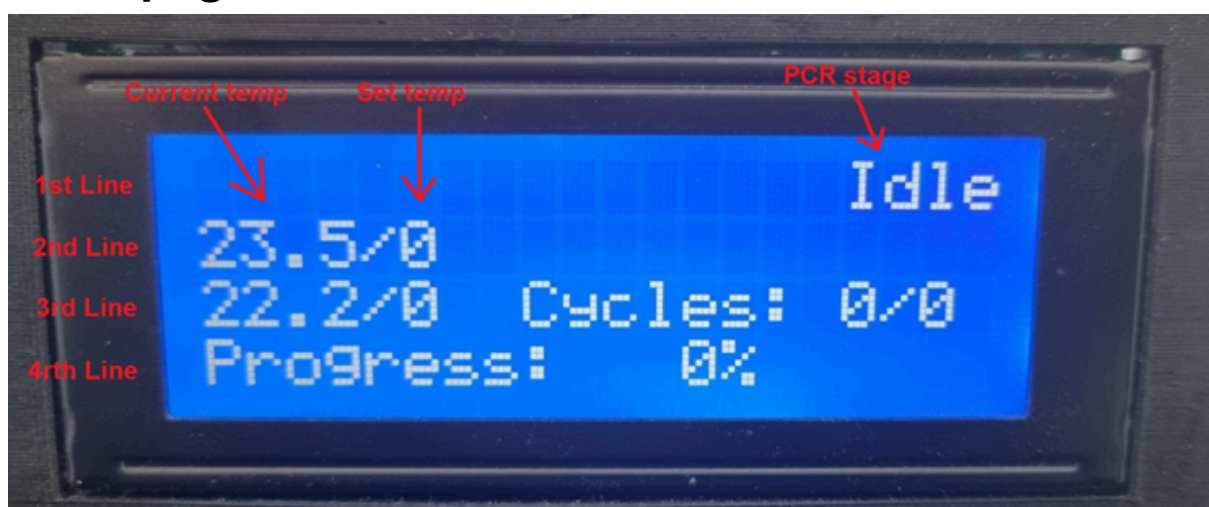 Current temp Set temp PCR stage
1st Line Idle
2nd Line 23.5/0
3rd Line 22.2/0 Cycles: 0/0
4rth Line Progress: 0%